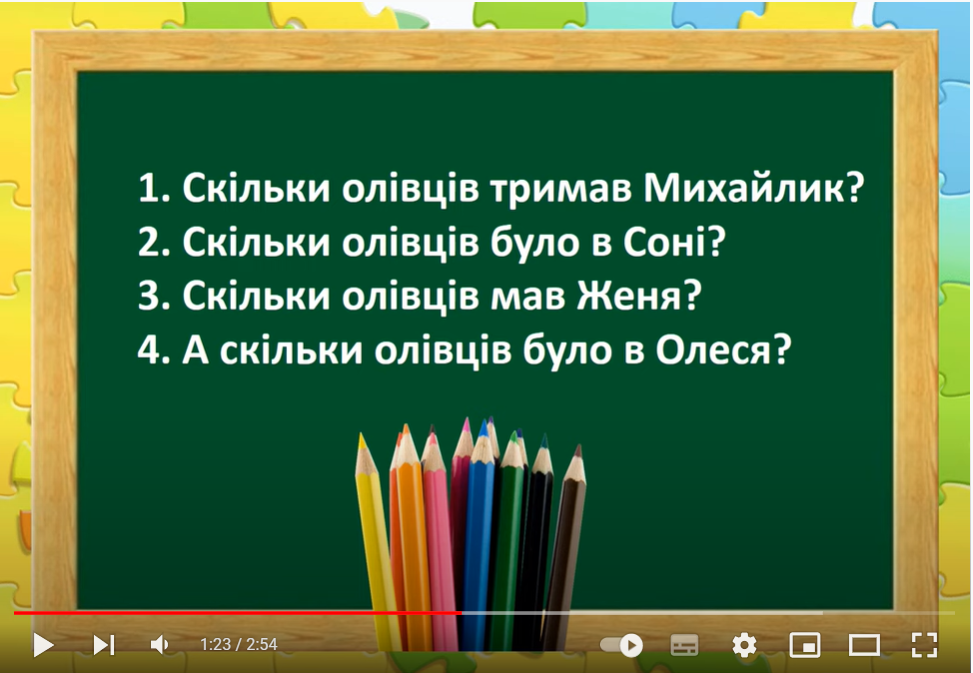 1. Скільки олівців тримав Михайлик?
2. Скільки олівців було в Соні?
3. Скільки олівців мав Женя?
4. А скільки олівців було в Олеся?
1:23 / 2:54